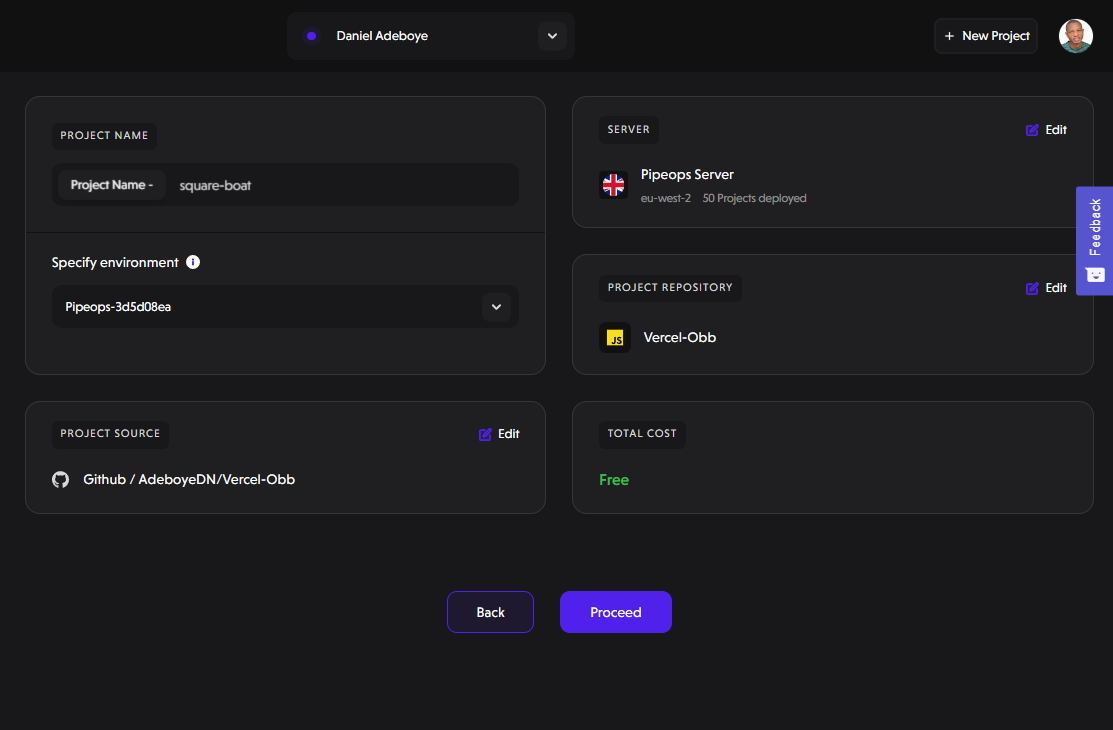 Daniel Adeboye
+ New Project
PROJECT NAME
Project Name - square-boat
Specify environment i
Pipeops-3d5d08ea
SERVER
Edit
Pipeops Server
eu-west-2 50 Projects deployed
Feedback
PROJECT REPOSITORY
Edit
JS Vercel-Obb
PROJECT SOURCE
Edit
Github / AdeboyeDN/Vercel-Obb
TOTAL COST
Free
Back
Proceed